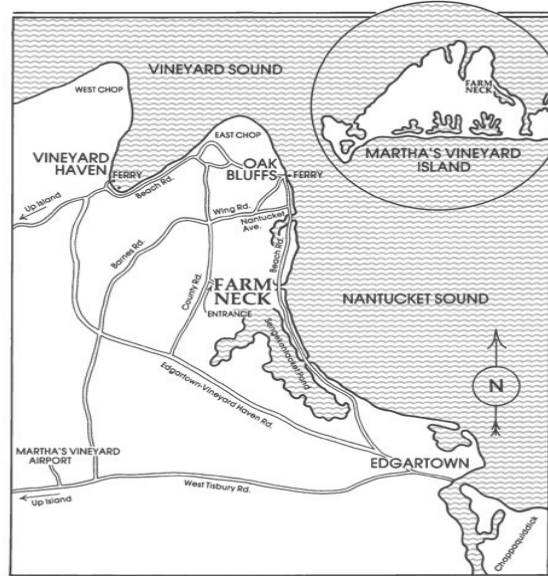 VINEYARD SOUND
WEST CHOP
FARM
NECK
EAST CHOP
MARTHA'S VINEYARD
ISLAND
VINEYARD
HAVEN
FERRY
OAK
BLUFFS
FERRY
Beach Rd.
Up Island
Wing Rd.
Nantucket
Ave.
Barnes Rd.
Beach Rd.
County Rd.
FARM
NECK
ENTRANCE
NANTUCKET SOUND
Sengekontacket Pond
N
Edgartown-Vineyard Haven Rd.
MARTHA'S VINEYARD
AIRPORT
EDGARTOWN
West Tisbury Rd.
Up Island
Chappaquiddick